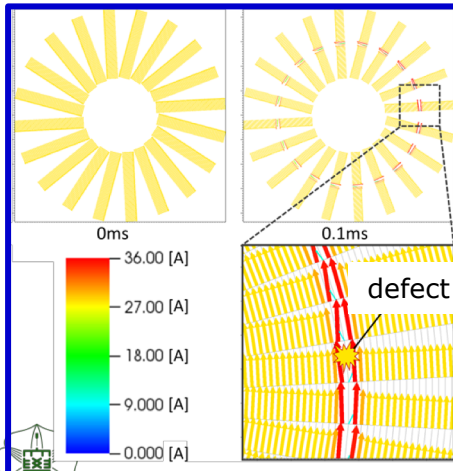 0ms
0.1ms
36.00 [A]
27.00 [A]
18.00 [A]
9.000 [A]
0.000 [A]
defect